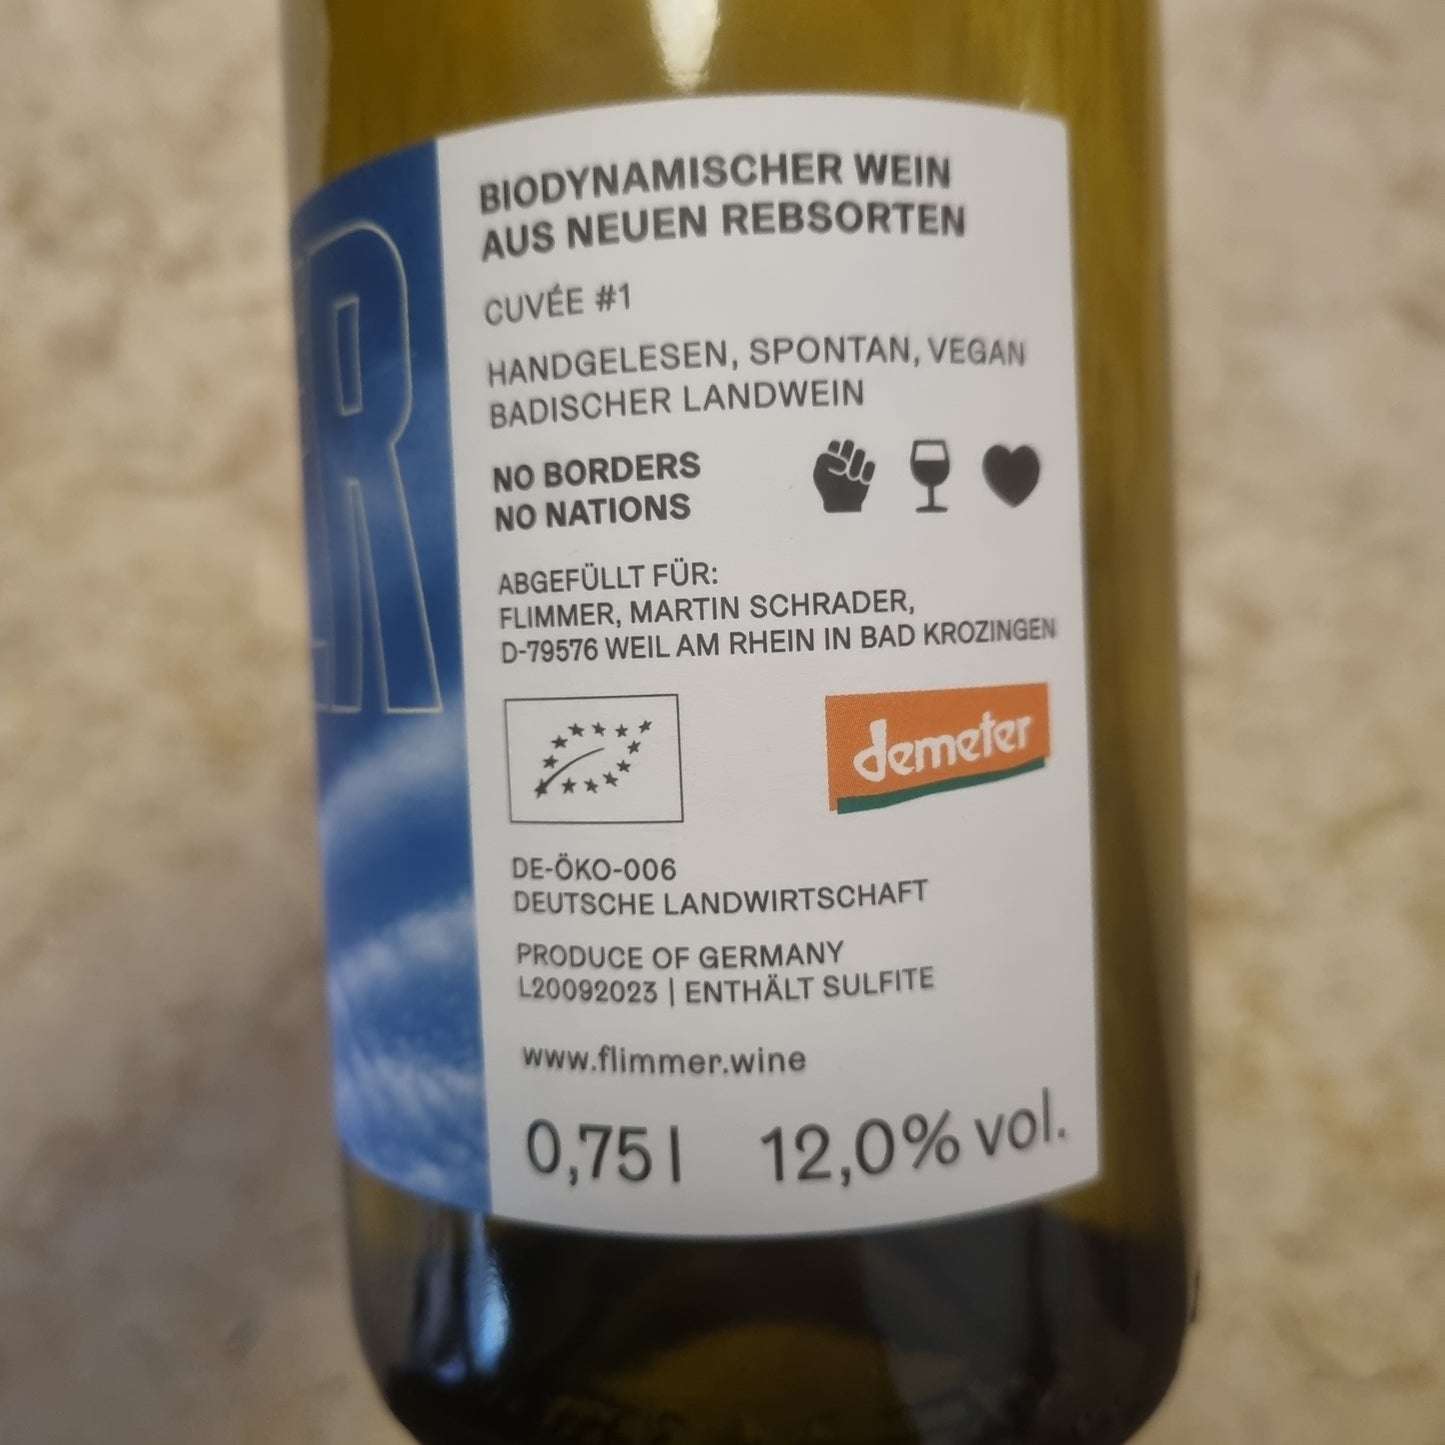 BIODYNAMISCHER WEIN
AUS NEUEN REBSORTEN
CUVÉE #1
HANDGELESEN, SPONTAN, VEGAN
BADISCHER LANDWEIN
NO BORDERS
NO NATIONS
ABGEFÜLLT FÜR:
FLIMMER, MARTIN SCHRADER,
D-79576 WEIL AM RHEIN IN BAD KROZINGEN
demeter
DE-ÖKO-006
DEUTSCHE LANDWIRTSCHAFT
PRODUCE OF GERMANY
L20092023 | ENTHÄLT SULFITE
www.flimmer.wine
0,75 l 12,0% vol.